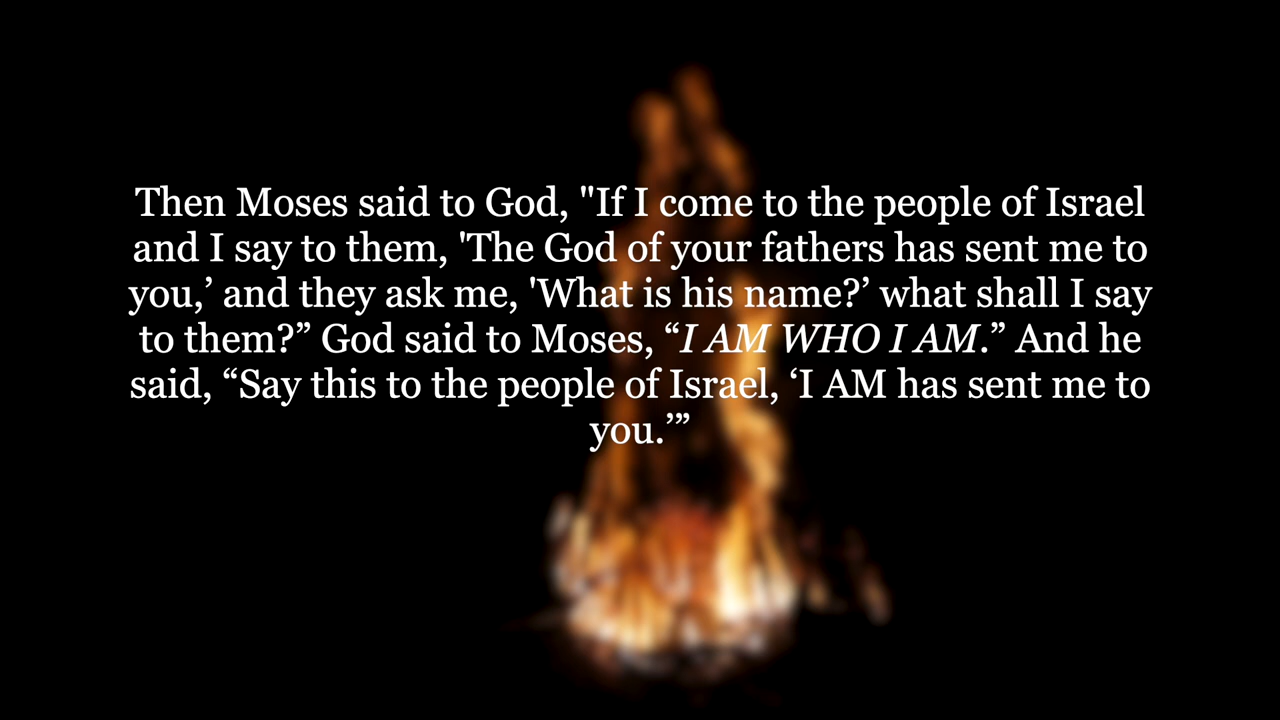 Then Moses said to God, "If I come to the people of Israel
and I say to them, 'The God of your fathers has sent me to
you,’ and they ask me, 'What is his name?’ what shall I say
to them?” God said to Moses, “I AM WHO I AM.” And he
said, “Say this to the people of Israel, ‘I AM has sent me to
you.’”